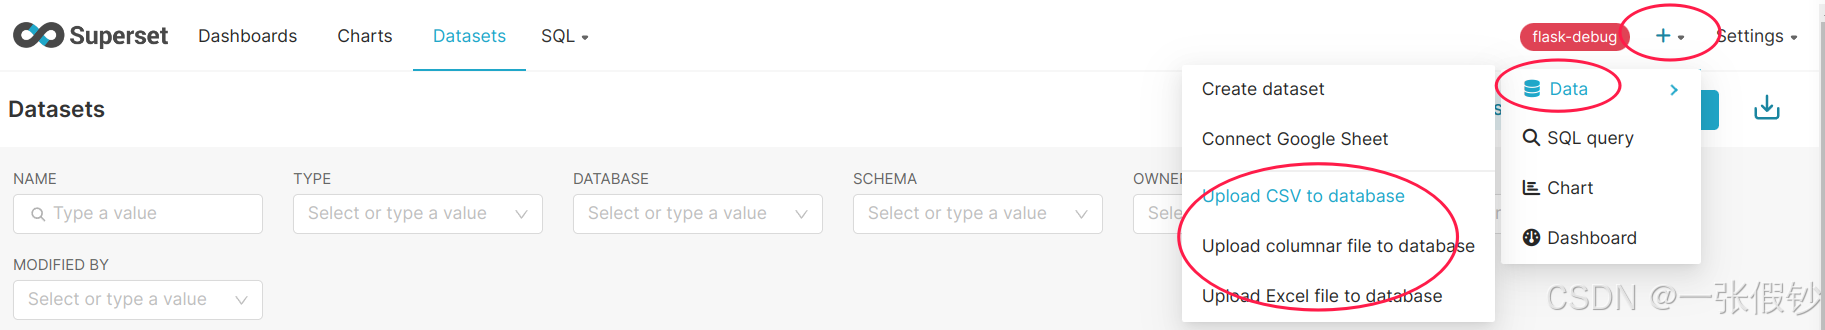 Superset Dashboards Charts Datasets SQL flask-debug + Settings
Datasets
Create dataset
Connect Google Sheet
Upload CSV to database
Upload columnar file to database
Upload Excel file to database
Data
SQL query
Chart
Dashboard
NAME TYPE DATABASE SCHEMA OWNE
Type a value Select or type a value Select or type a value Select or type a value Sele
MODIFIED BY
Select or type a value
CSDN @一张假钞